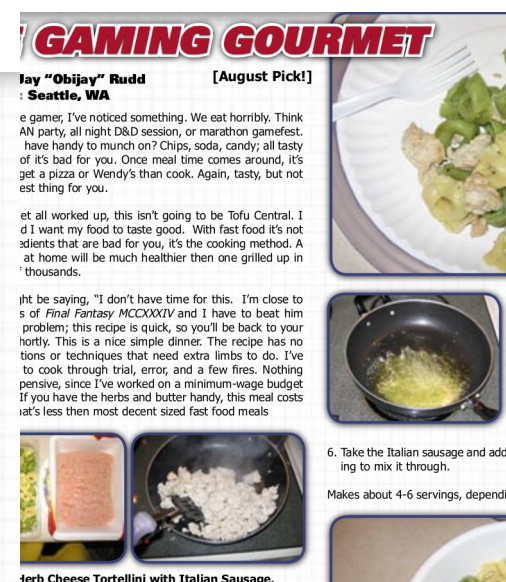 GAMING GOURMET
Jay “Obijay” Rudd
[August Pick!]
: Seattle, WA
e gamer, I’ve noticed something. We eat horribly. Think
AN party, all night D&D session, or marathon gamefest.
have handy to munch on? Chips, soda, candy; all tasty
of it’s bad for you. Once meal time comes around, it’s
get a pizza or Wendy’s than cook. Again, tasty, but not
est thing for you.
et all worked up, this isn’t going to be Tofu Central. I
d I want my food to taste good. With fast food it’s not
edients that are bad for you, it’s the cooking method. A
at home will be much healthier then one grilled up in
thousands.
ht be saying, “I don’t have time for this. I’m close to
s of Final Fantasy MCCXXXIV and I have to beat him
problem; this recipe is quick, so you’ll be back to your
hortly. This is a nice simple dinner. The recipe has no
tions or techniques that need extra limbs to do. I’ve
to cook through trial, error, and a few fires. Nothing
pensive, since I’ve worked on a minimum-wage budget
If you have the herbs and butter handy, this meal costs
at’s less then most decent sized fast food meals
Herb Cheese Tortellini with Italian Sausage.
6. Take the Italian sausage and add
ing to mix it through.
Makes about 4-6 servings, dependi